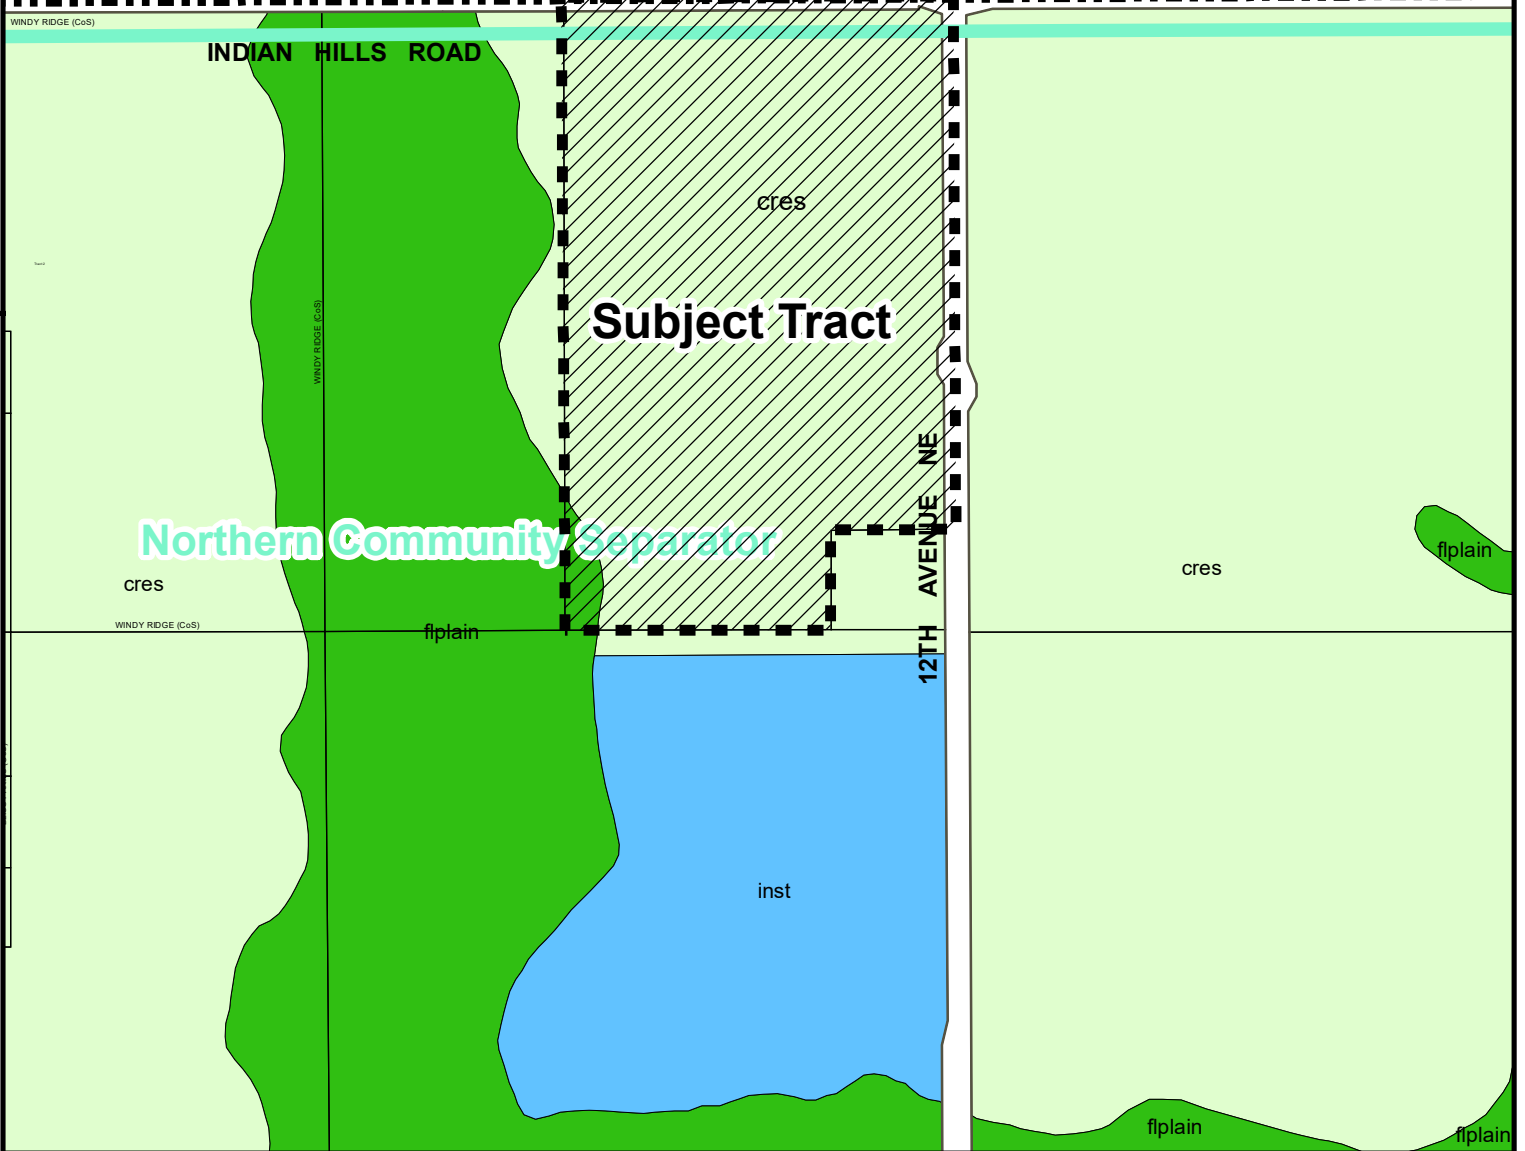 WINDY RIDGE (CoS)
INDIAN HILLS ROAD
cres
WINDY RIDGE (CoS)
Subject Tract
12TH AVENUE NE
Northern Community Separator
cres
flplain
cres
WINDY RIDGE (CoS)
flplain
inst
flplain
flplain